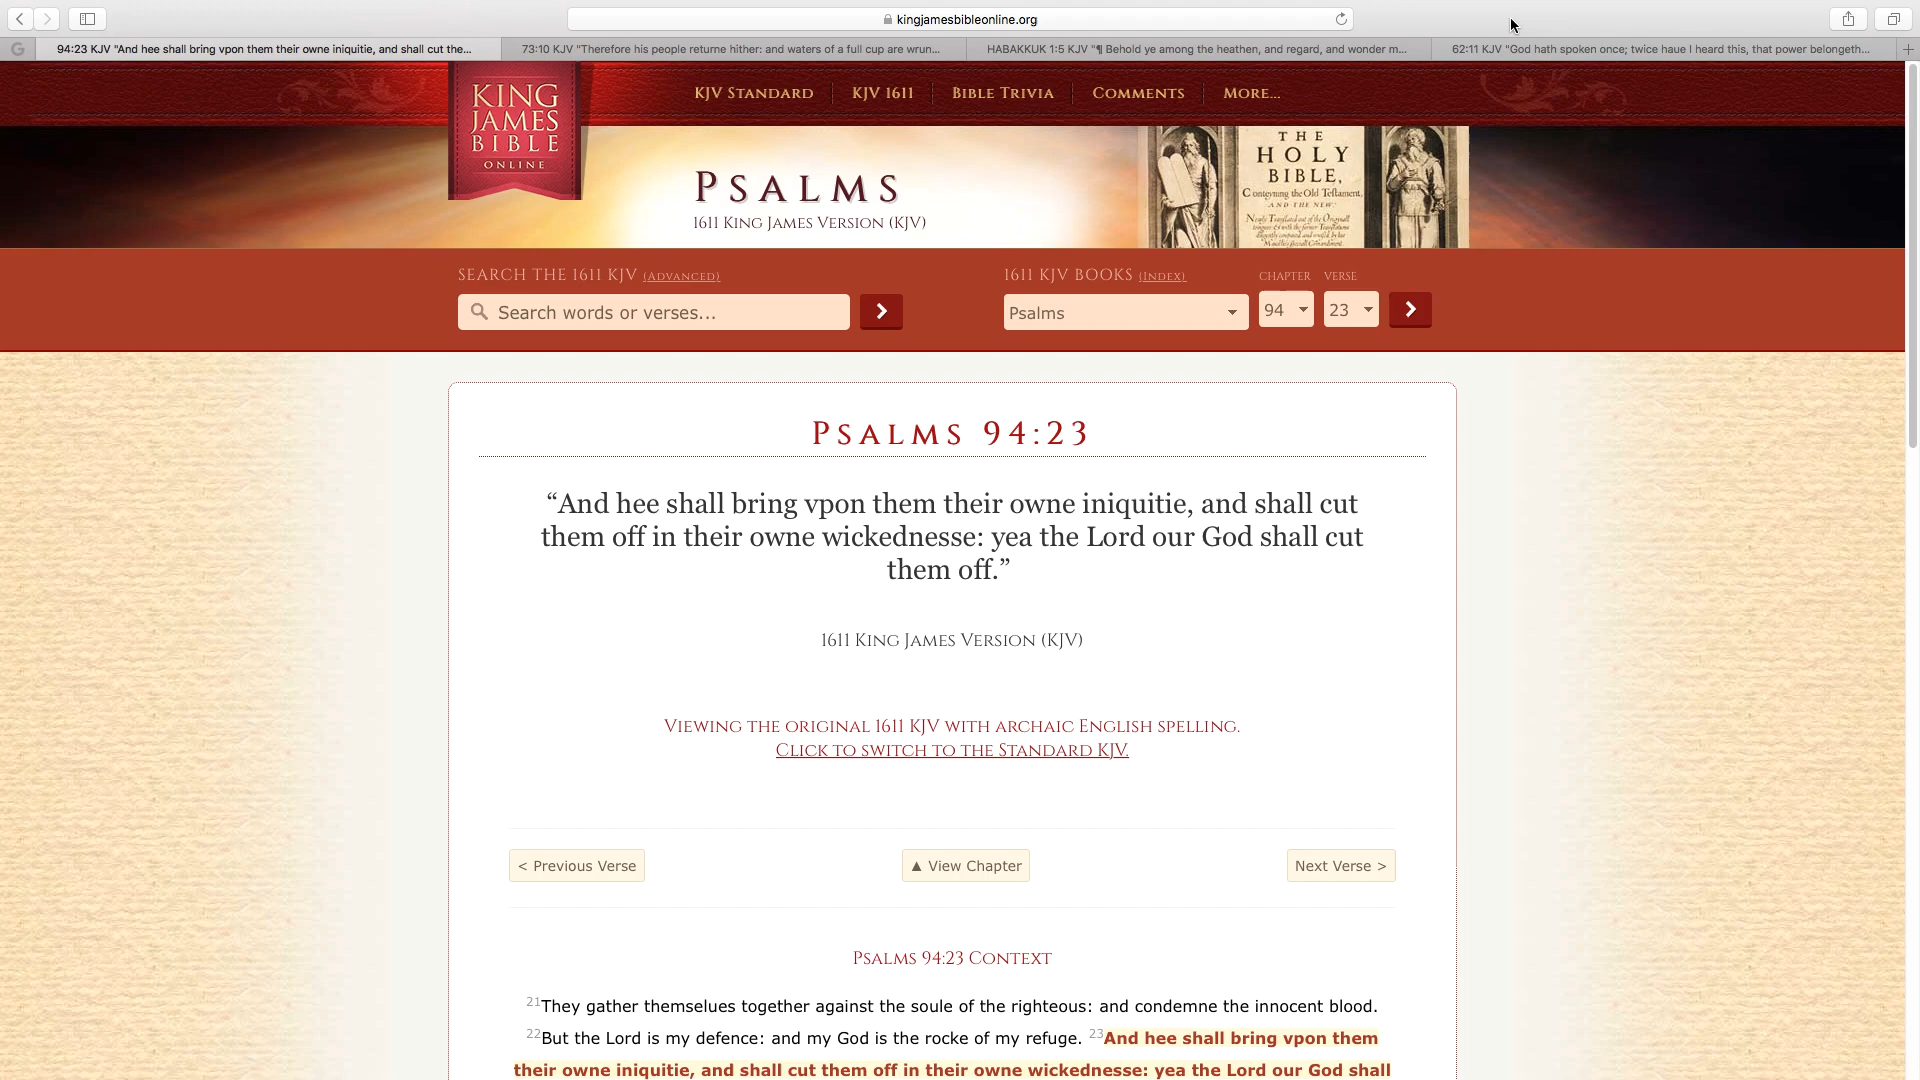 kingjamesbibleonline.org
94:23 KJV "And hee shall bring vpon them their owne iniquitie, and shall cut the...
73:10 KJV "Therefore his people returne hither: and waters of a full cup are wrun...
HABAKKUK 1:5 KJV "¶ Behold ye among the heathen, and regard, and wonder m...
62:11 KJV "God hath spoken once; twice haue I heard this, that power belongeth...
KING
JAMES
BIBLE
ONLINE
KJV Standard
KJV 1611
Bible Trivia
Comments
More...
Psalms
1611 King James Version (KJV)
THE
HOLY
BIBLE,
Conteyning the Old Testament,
AND THE NEW:
SEARCH THE 1611 KJV (Advanced)
Search words or verses...
1611 KJV BOOKS (Index)
CHAPTER
VERSE
Psalms
94
23
Psalms 94:23
“And hee shall bring vpon them their owne iniquitie, and shall cut
them off in their owne wickednesse: yea the Lord our God shall cut
them off.”
1611 King James Version (KJV)
Viewing the original 1611 KJV with archaic English spelling.
Click to switch to the Standard KJV.
< Previous Verse
▲ View Chapter
Next Verse >
Psalms 94:23 Context
21They gather themselues together against the soule of the righteous: and condemne the innocent blood.
22But the Lord is my defence: and my God is the rocke of my refuge. 23And hee shall bring vpon them
their owne iniquitie, and shall cut them off in their owne wickednesse: yea the Lord our God shall